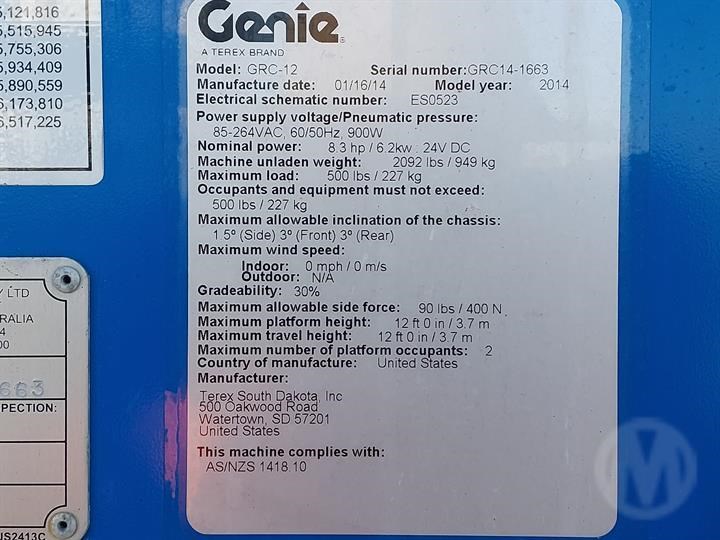 5,121,816
5,515,945
5,755,306
5,934,409
5,890,559
6,173,810
6,517,225
Genie
A TEREX BRAND
Model: GRC-12 Serial number: GRC14-1663
Manufacture date: 01/16/14 Model year: 2014
Electrical schematic number: ES0523
Power supply voltage/Pneumatic pressure:
85-264VAC, 60/50Hz, 900W
Nominal power: 8.3 hp / 6.2kw 24V DC
Machine unladen weight: 2092 lbs / 949 kg
Maximum load: 500 lbs / 227 kg
Occupants and equipment must not exceed:
500 lbs / 227 kg
Maximum allowable inclination of the chassis:
1.5º (Side) 3º (Front) 3º (Rear)
Maximum wind speed:
Indoor: 0 mph / 0 m/s
Outdoor: N/A
Gradeability: 30%
Maximum allowable side force: 90 lbs / 400 N
Maximum platform height: 12 ft 0 in / 3.7 m
Maximum travel height: 12 ft 0 in / 3.7 m
Maximum number of platform occupants: 2
Country of manufacture: United States
Manufacturer:
Terex South Dakota, Inc
500 Oakwood Road
Watertown, SD 57201
United States
This machine complies with:
AS/NZS 1418.10
Y LTD
RALIA
4
00
663
PECTION:
US2413C
M